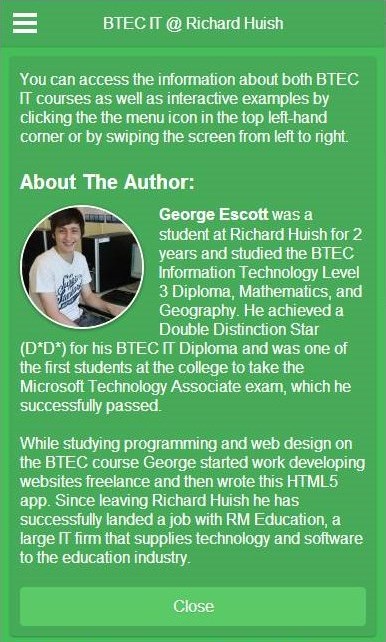 BTEC IT @ Richard Huish
You can access the information about both BTEC
IT courses as well as interactive examples by
clicking the the menu icon in the top left-hand
corner or by swiping the screen from left to right.
About The Author:
George Escott was a
student at Richard Huish for 2
years and studied the BTEC
Information Technology Level
3 Diploma, Mathematics, and
Geography. He achieved a
Double Distinction Star
(D*D*) for his BTEC IT Diploma and was one of
the first students at the college to take the
Microsoft Technology Associate exam, which he
successfully passed.
While studying programming and web design on
the BTEC course George started work developing
websites freelance and then wrote this HTML5
app. Since leaving Richard Huish he has
successfully landed a job with RM Education, a
large IT firm that supplies technology and software
to the education industry.
Close